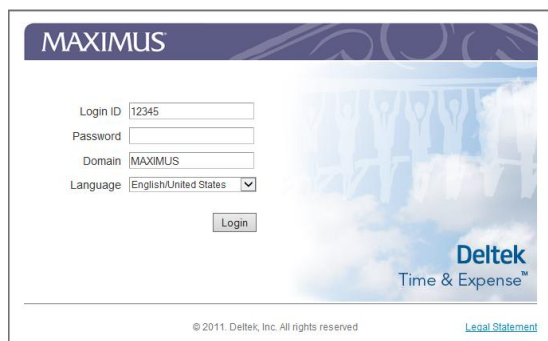 MAXIMUS
Login ID 12345
Password
Domain MAXIMUS
Language English/United States
Login
Deltek
Time & Expense™
© 2011. Deltek, Inc. All rights reserved
Legal Statement